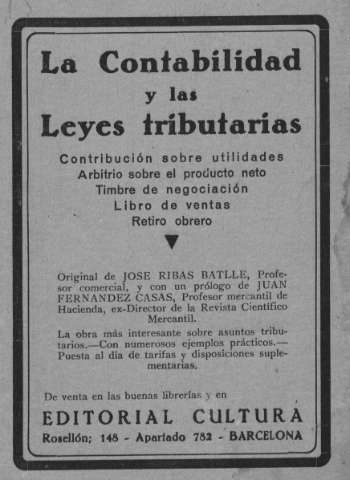 La Contabilidad
y las
Leyes tributarias
Contribución sobre utilidades
Arbitrio sobre el producto neto
Timbre de negociación
Libro de ventas
Retiro obrero
Original de JOSE RIBAS BATLLE, Profe-
sor comercial, y con un prólogo de JUAN
FERNANDEZ CASAS, Profesor mercantil de
Hacienda, ex-Director de la Revista Científico
Mercantil.
La obra más interesante sobre asuntos tribu-
tarios.—Con numerosos ejemplos prácticos.—
Puesta al día de tarifas y disposiciones suple-
mentarias.
De venta en las buenas librerías y en
EDITORIAL CULTURA
Rosellón; 148 - Apartado 782 - BARCELONA